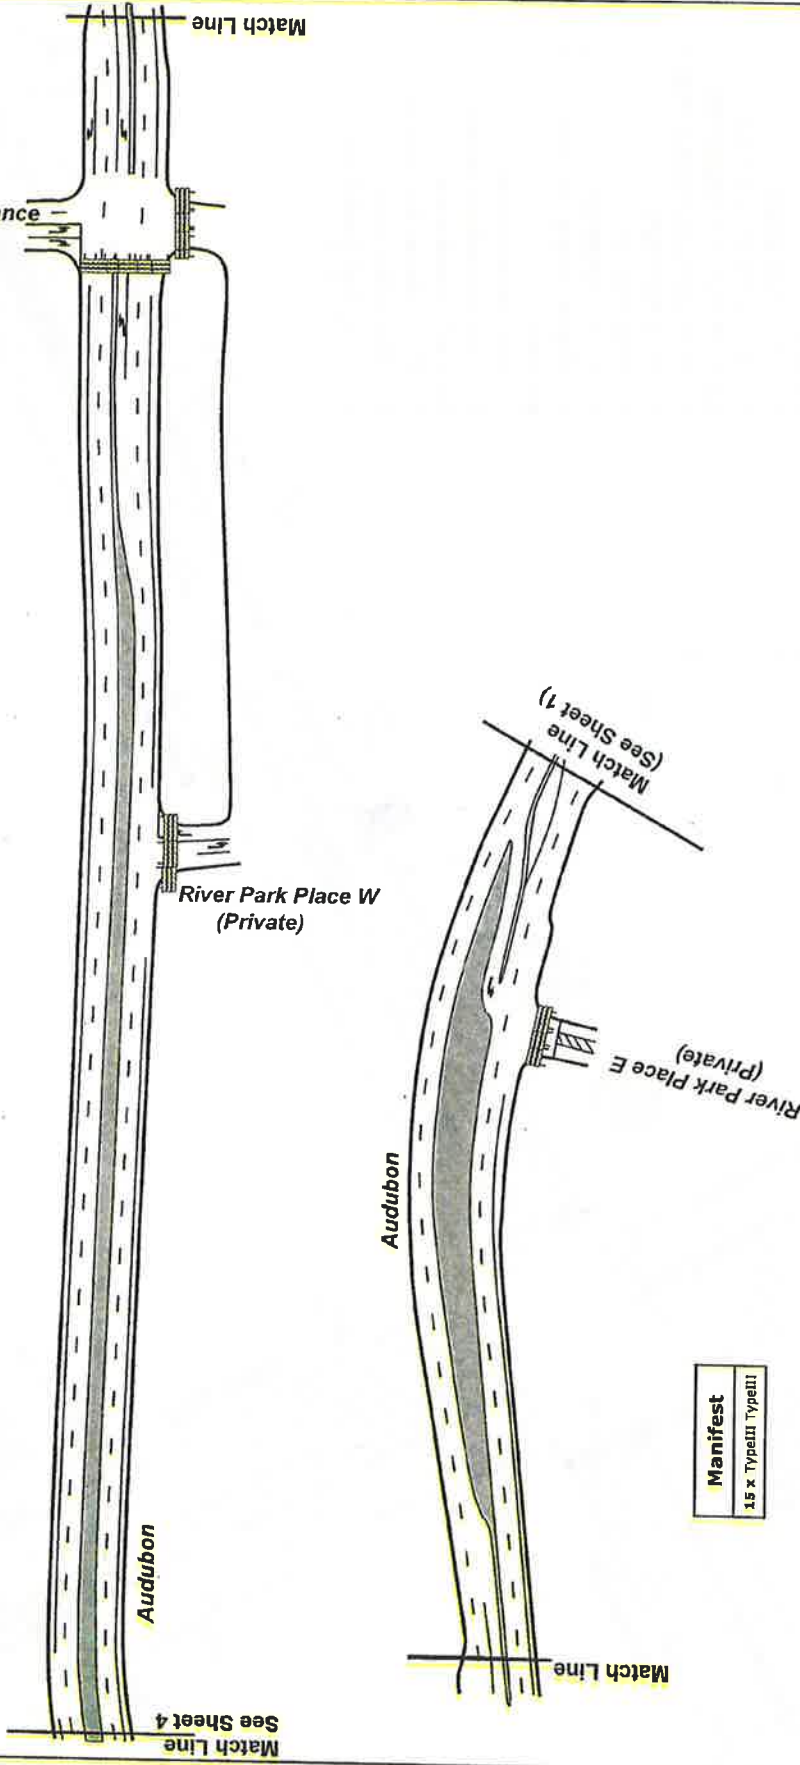 Match Line
nce
River Park Place W
(Private)
Match Line
(See Sheet 1)
River Park Place E
(Private)
Audubon
Manifest
15 x TypeIII TypeIII
Audubon
Match Line
Match Line
See Sheet 4